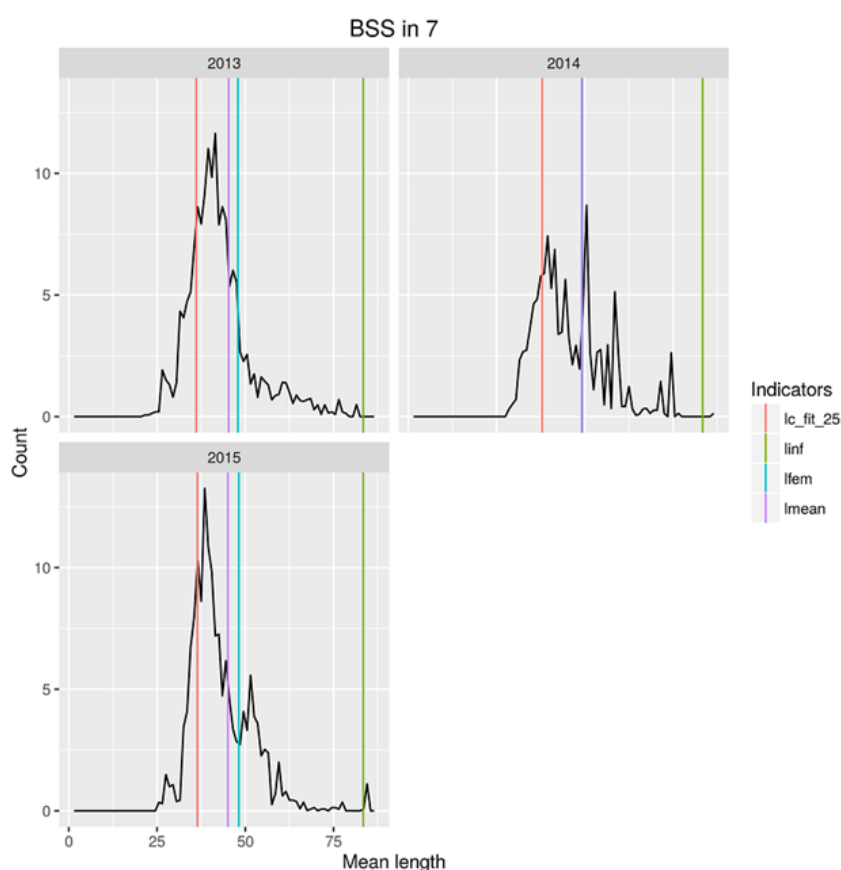 BSS in 7
2013
2014
10
5
0
Count
2015
10
5
0
0
25
50
75
Mean length
Indicators
lc_fit_25
linf
lfem
lmean